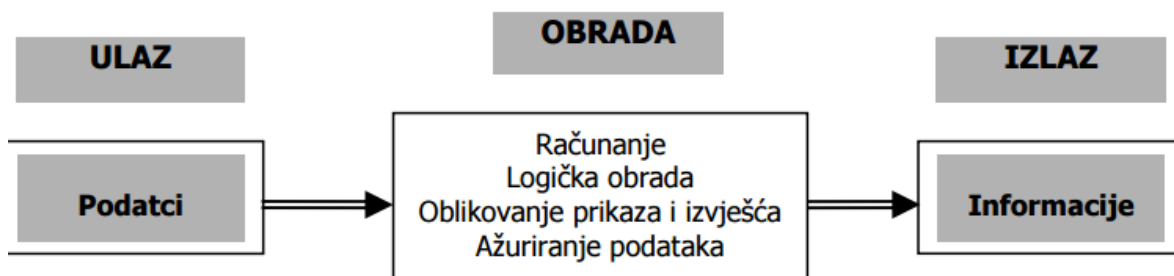 ULAZ
OBRADA
IZLAZ
Podatci
Računanje
Logička obrada
Oblikovanje prikaza i izvješća
Ažuriranje podataka
Informacije